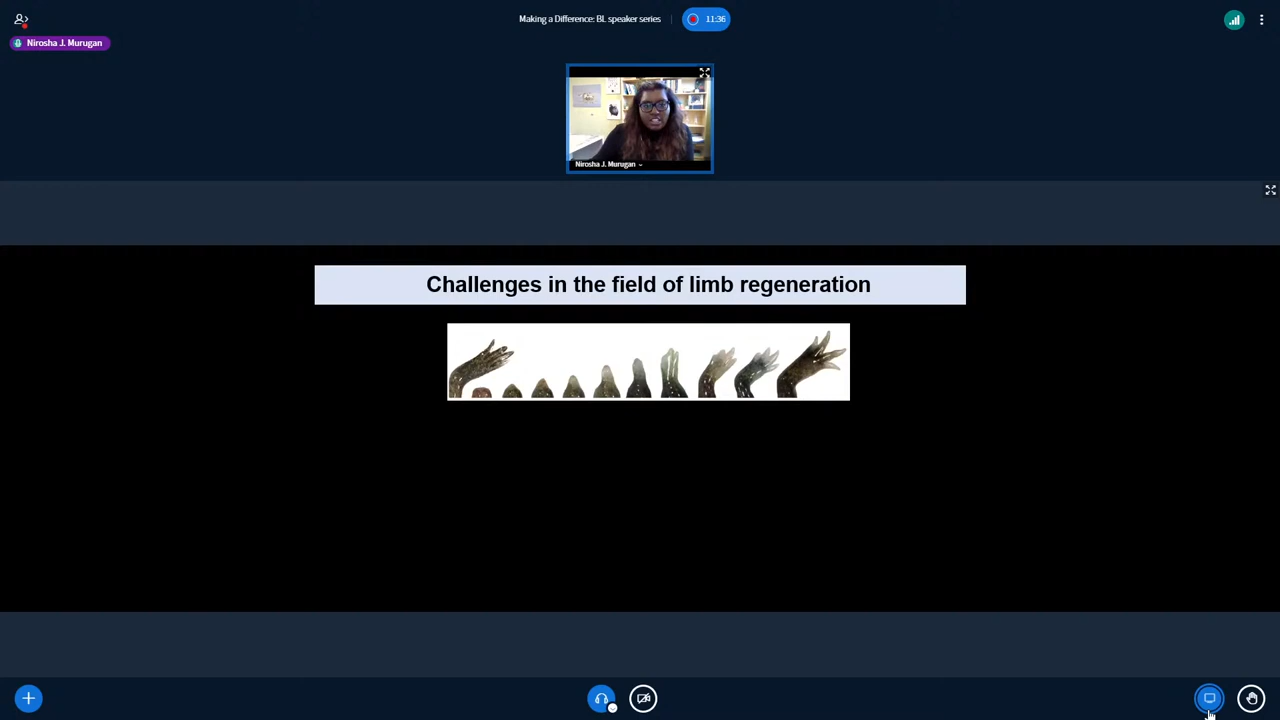 Making a Difference: BL speaker series
11:36
Nirosha J. Murugan
Nirosha J. Murugan
Challenges in the field of limb regeneration